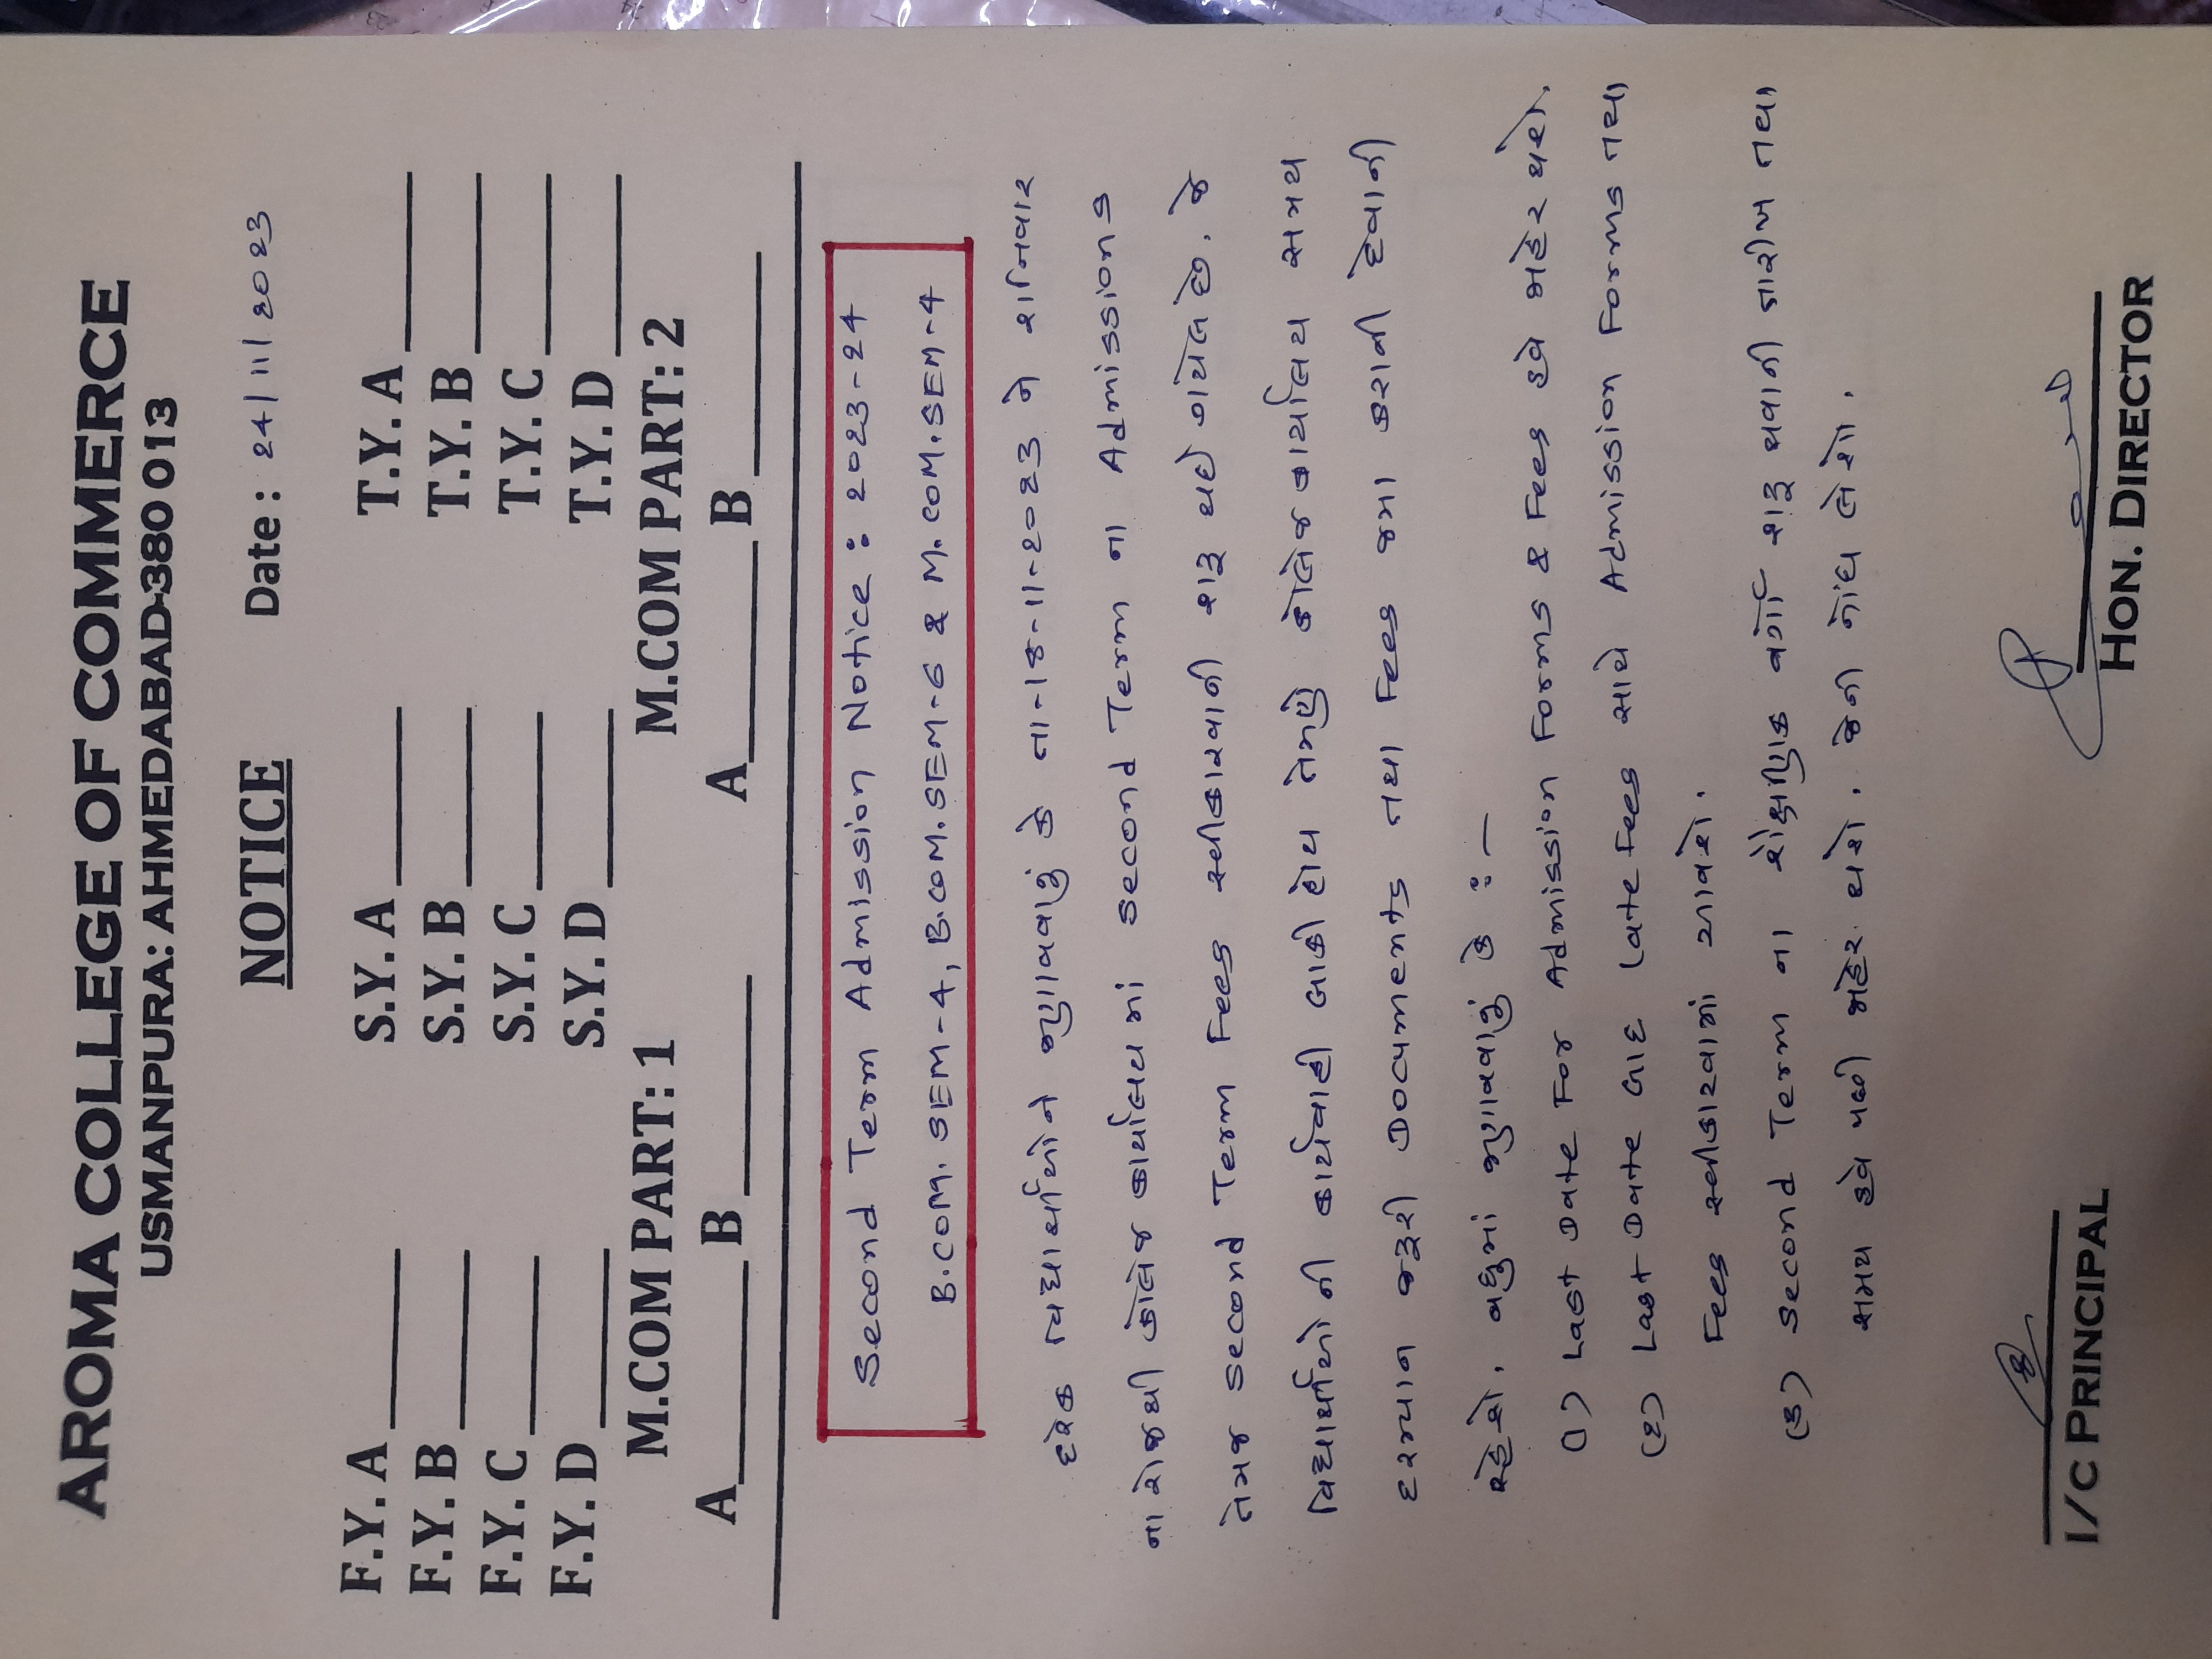 AROMA COLLEGE OF COMMERCE
USMANPURA: AHMEDABAD-380 013
NOTICE Date : 24/11/2023
F.Y. A S.Y. A T.Y. A
F.Y. B S.Y. B T.Y. B
F.Y. C S.Y. C T.Y. C
F.Y. D S.Y. D T.Y. D
M.COM PART: 1 M.COM PART: 2
A B A B
Second Term Admission Notice : 2023-24
B.COM. SEM-4, B.COM.SEM-6 & M.COM.SEM-4
દરેક વિદ્યાર્થીઓને જણાવવાનું કે તા-18-11-2023 ને શનિવાર
ના રોજથી કોલેજ કાર્યાલય માં Second Term ના Admissions
તેમજ Second Term Fees સ્વીકારવાની શરૂ થઈ ગયેલ છે. જે
વિદ્યાર્થીઓ ની કાર્યવાહી બાકી હોય તેમણે કોલેજ કાર્યાલય સમય
દરમ્યાન જરૂરી Documents તથા Fees જમા કરાવી દેવાની
રહેશે. વધુમાં જણાવવાનું કે :-
(૧) Last Date For Admission Forms & Fees હવે જાહેર થશે.
(૨) Last Date બાદ Late Fees સાથે Admission Forms તથા
Fees સ્વીકારવામાં આવશે.
(૩) Second Term ના શૈક્ષણિક વર્ગો શરૂ થવાની તારીખ તથા
સમય હવે પછી જાહેર થશે. જેની નોંધ લેશો.
I/C PRINCIPAL HON. DIRECTOR